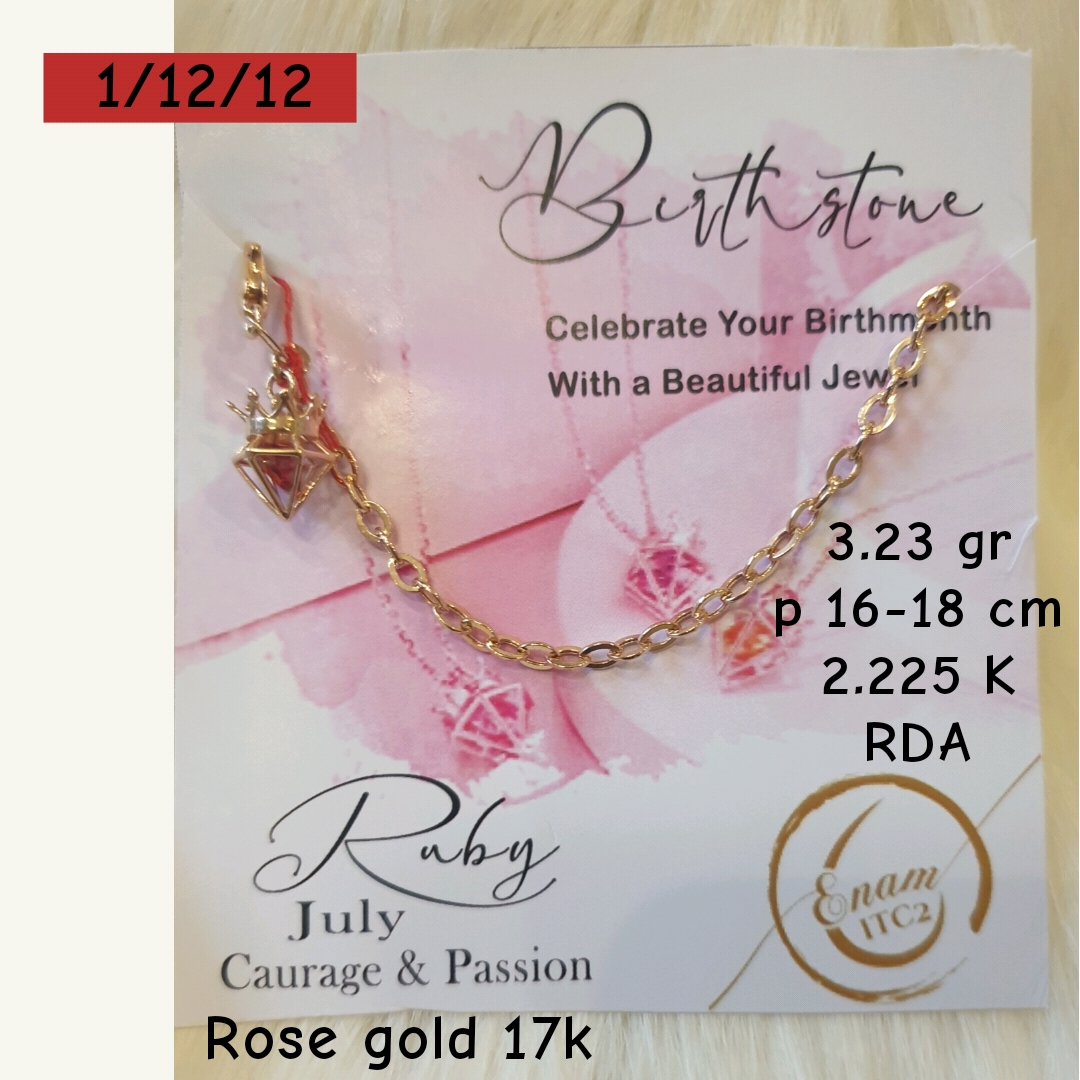 1/12/12
Birthstone
Celebrate Your Birthmonth
With a Beautiful Jewel
3.23 gr
p 16-18 cm
2.225 K
RDA
Ruby
July
Caurage & Passion
Enam
ITC2
Rose gold 17k